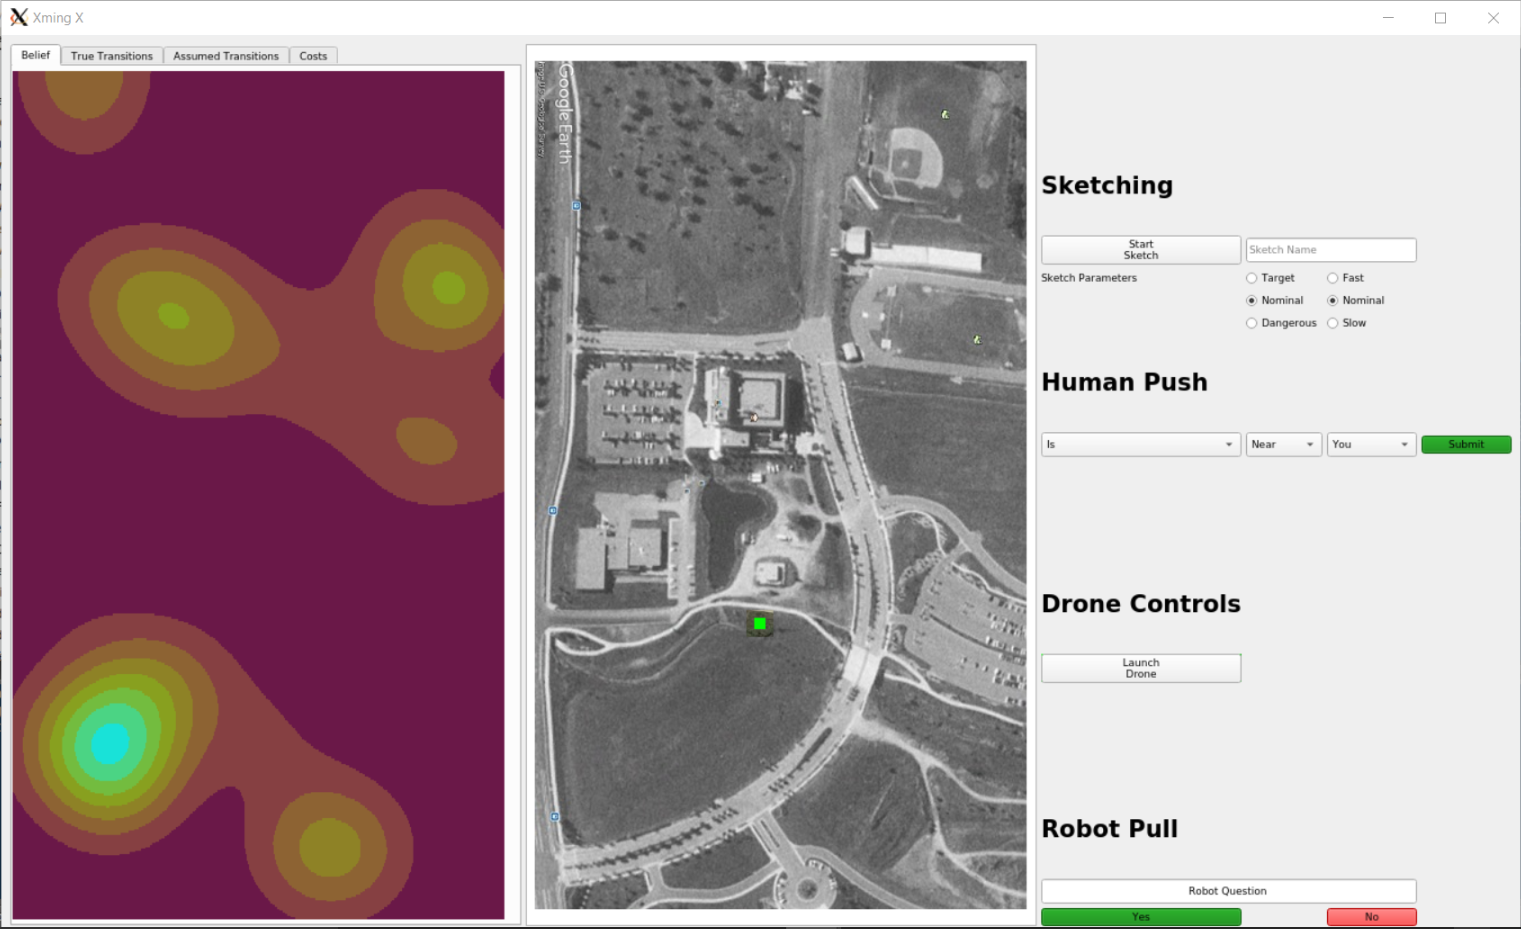 Xming X
Belief
True Transitions
Assumed Transitions
Costs
Google Earth
Sketching
Start
Sketch
Sketch Name
Sketch Parameters
Target
Fast
Nominal
Nominal
Dangerous
Slow
Human Push
Is
Near
You
Submit
Drone Controls
Launch
Drone
Robot Pull
Robot Question
Yes
No